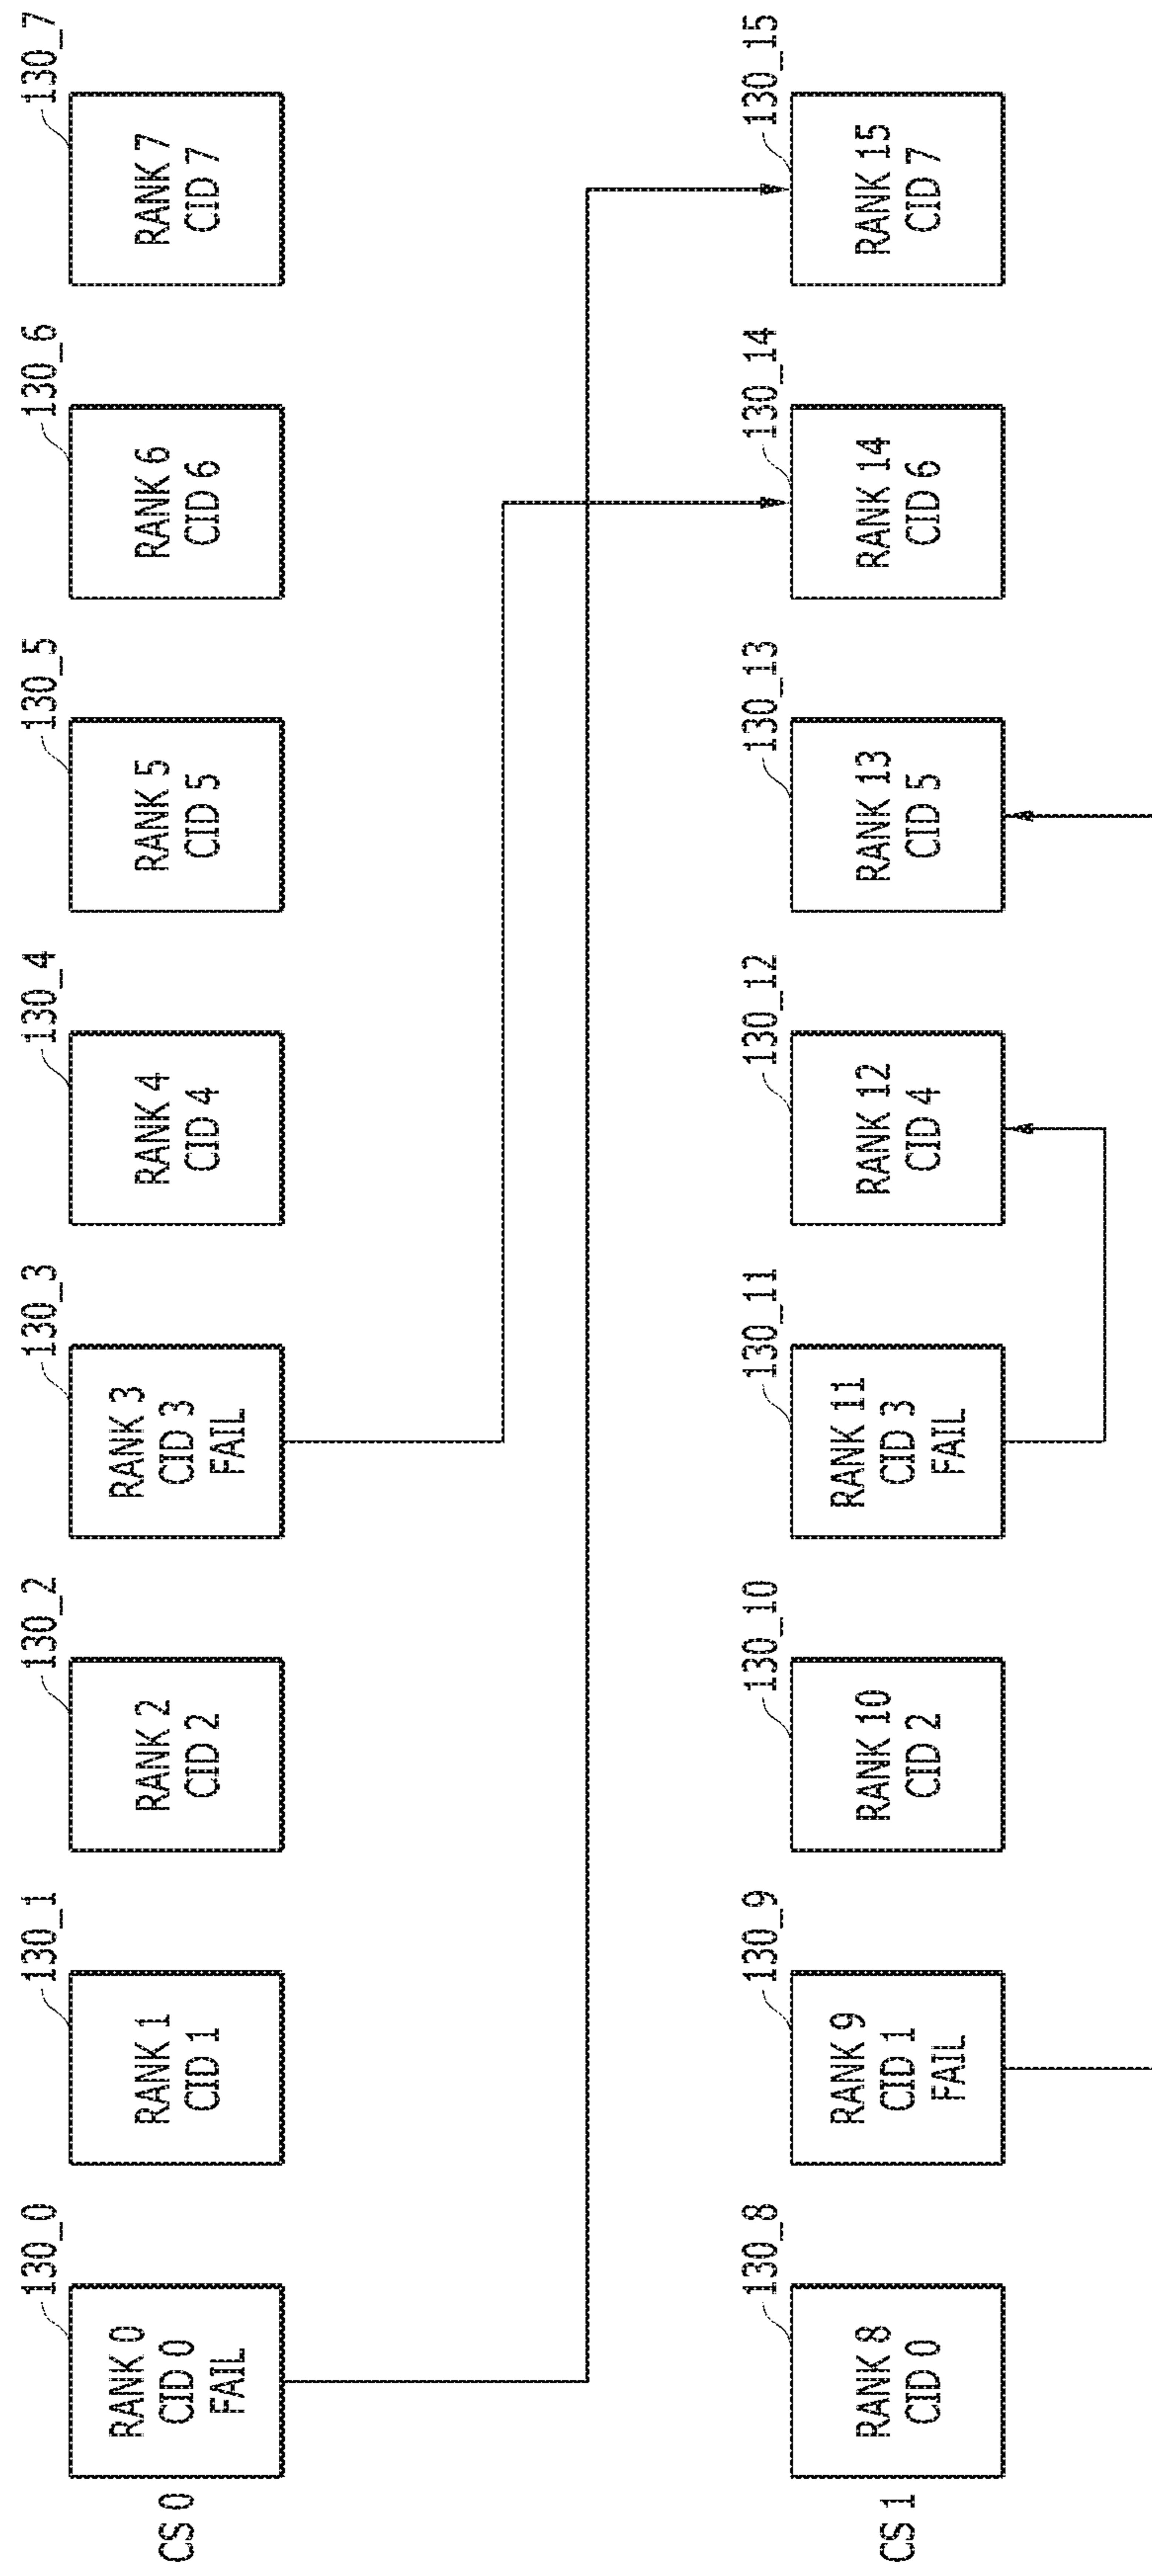 130_0
130_1
130_2
130_3
130_4
130_5
130_6
130_7
CS 0
RANK 0
CID 0
FAIL
RANK 1
CID 1
RANK 2
CID 2
RANK 3
CID 3
FAIL
RANK 4
CID 4
RANK 5
CID 5
RANK 6
CID 6
RANK 7
CID 7
130_8
130_9
130_10
130_11
130_12
130_13
130_14
130_15
CS 1
RANK 8
CID 0
RANK 9
CID 1
FAIL
RANK 10
CID 2
RANK 11
CID 3
FAIL
RANK 12
CID 4
RANK 13
CID 5
RANK 14
CID 6
RANK 15
CID 7